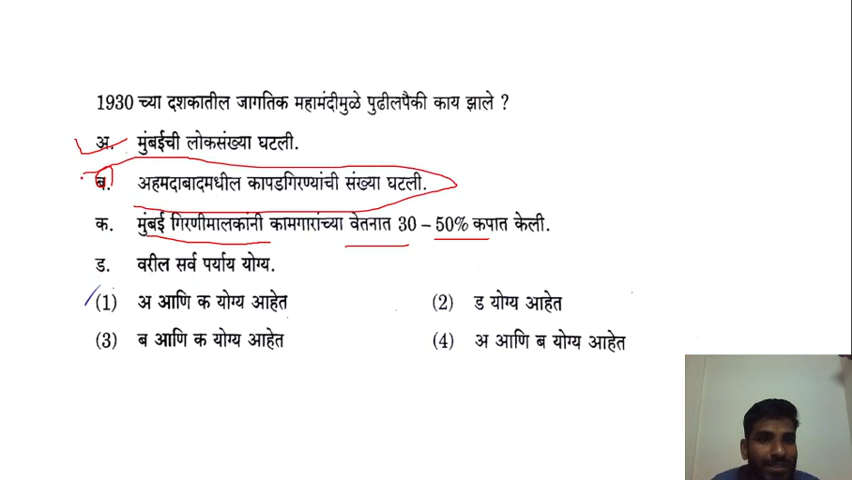 1930 च्या दशकातील जागतिक महामंदीमुळे पुढीलपैकी काय झाले ?
अ. मुंबईची लोकसंख्या घटली.
ब. अहमदाबादमधील कापडगिरण्यांची संख्या घटली.
क. मुंबई गिरणीमालकांनी कामगारांच्या वेतनात 30 – 50% कपात केली.
ड. वरील सर्व पर्याय योग्य.
(1) अ आणि क योग्य आहेत (2) ड योग्य आहेत
(3) ब आणि क योग्य आहेत (4) अ आणि ब योग्य आहेत